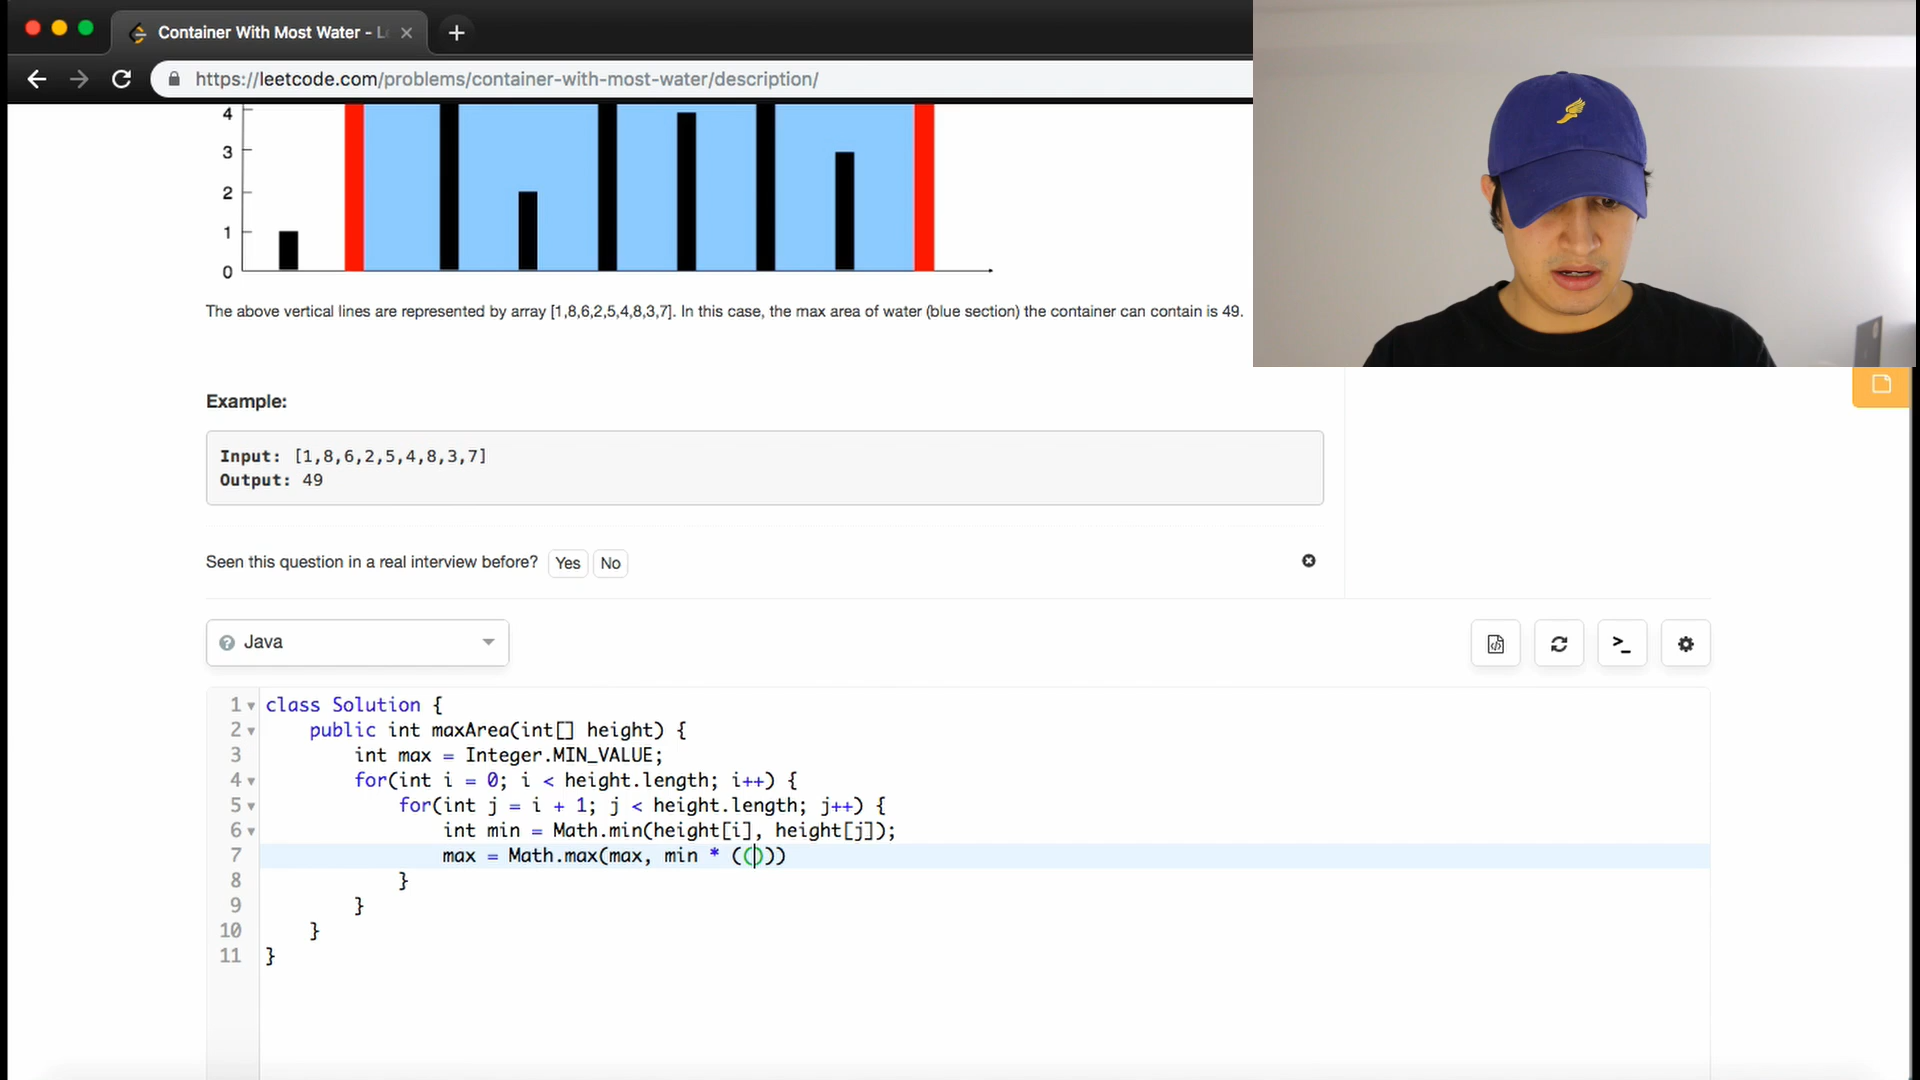 Container With Most Water - L
https://leetcode.com/problems/container-with-most-water/description/
4
3
2
1
0
The above vertical lines are represented by array [1,8,6,2,5,4,8,3,7]. In this case, the max area of water (blue section) the container can contain is 49.
Example:
Input: [1,8,6,2,5,4,8,3,7]
Output: 49
Seen this question in a real interview before? Yes No
Java
>_
1 class Solution {
2 public int maxArea(int[] height) {
3 int max = Integer.MIN_VALUE;
4 for(int i = 0; i < height.length; i++) {
5 for(int j = i + 1; j < height.length; j++) {
6 int min = Math.min(height[i], height[j]);
7 max = Math.max(max, min * (()))
8 }
9 }
10 }
11 }